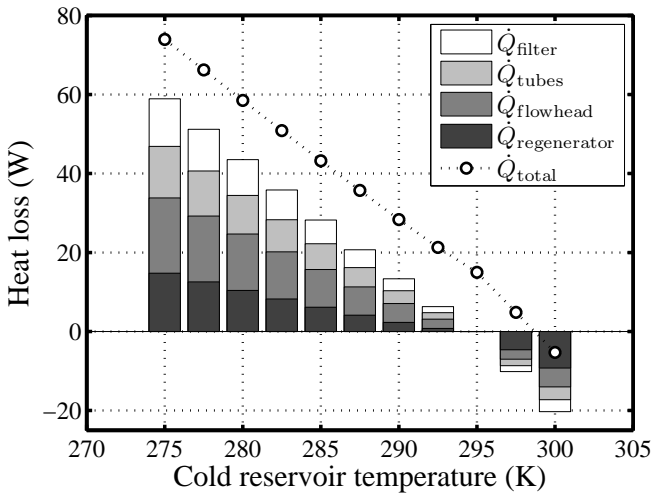 Heat loss (W)
80
60
40
20
0
−20
270
275
280
285
290
295
300
305
Cold reservoir temperature (K)
Q̇filter
Q̇tubes
Q̇flowhead
Q̇regenerator
Q̇total